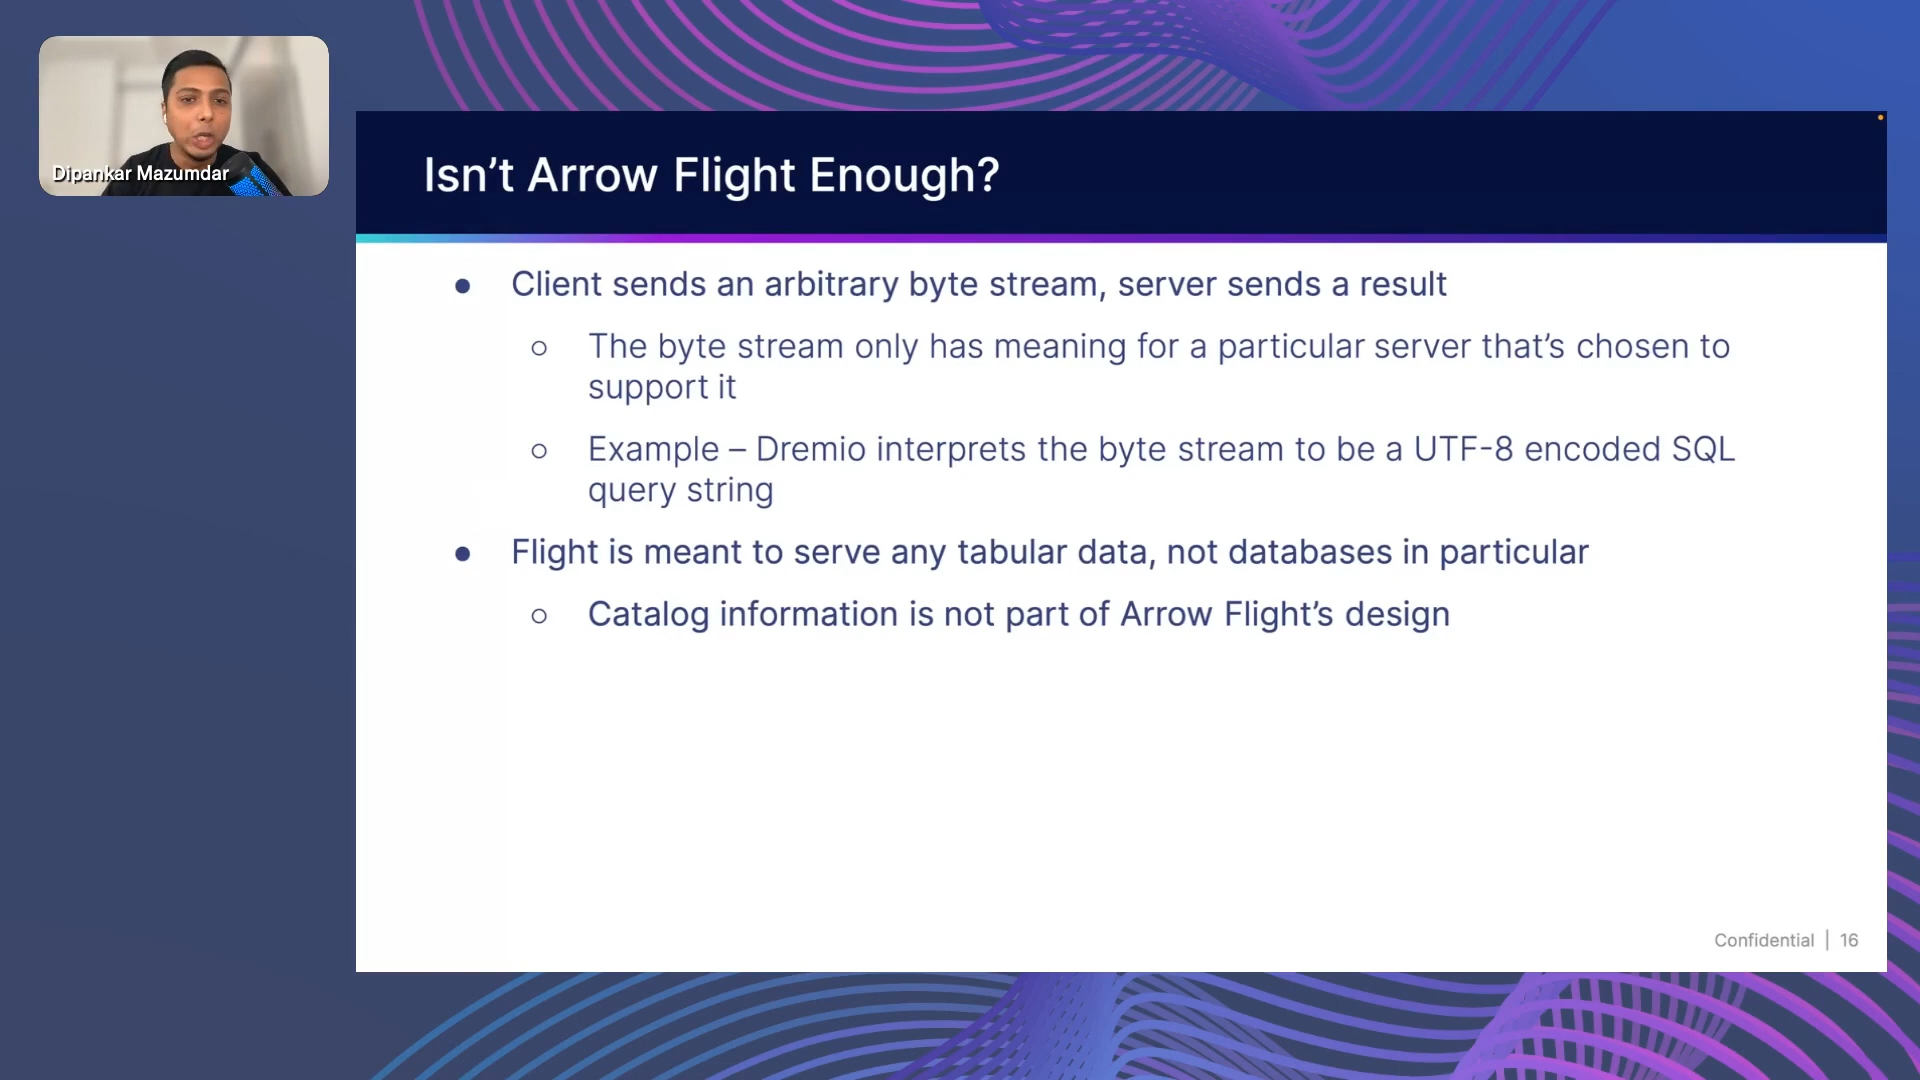 Dipankar Mazumdar
Isn’t Arrow Flight Enough?
● Client sends an arbitrary byte stream, server sends a result
○ The byte stream only has meaning for a particular server that’s chosen to
support it
○ Example – Dremio interprets the byte stream to be a UTF-8 encoded SQL
query string
● Flight is meant to serve any tabular data, not databases in particular
○ Catalog information is not part of Arrow Flight’s design
Confidential | 16